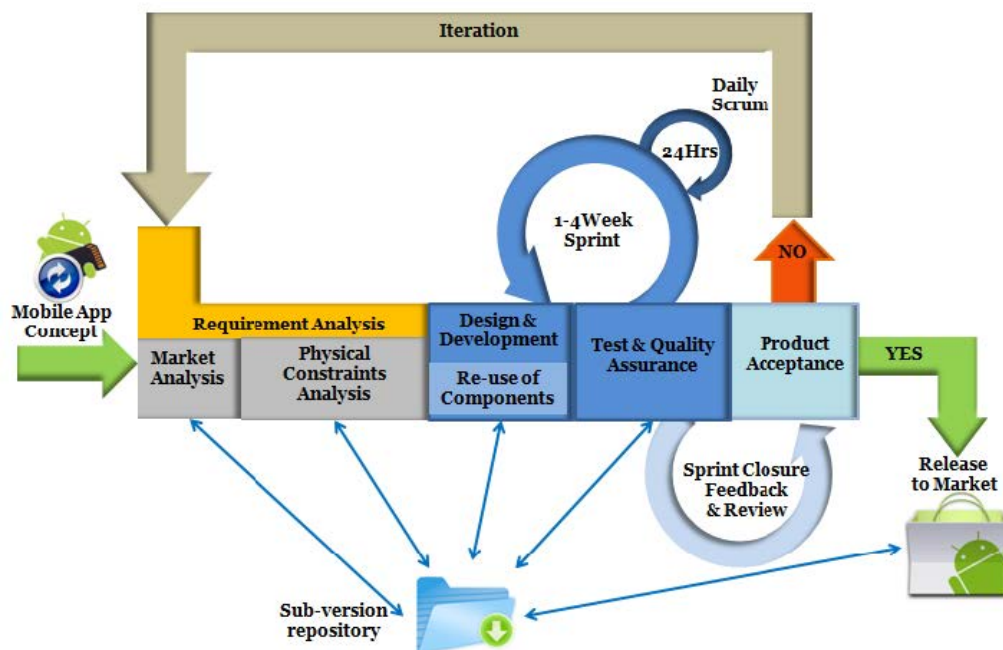 Iteration
Daily
Scrum
24Hrs
1-4Week
Sprint
NO
Mobile App
Concept
Requirement Analysis
Market
Analysis
Physical
Constraints
Analysis
Design &
Development
Re-use of
Components
Test & Quality
Assurance
Product
Acceptance
YES
Sprint Closure
Feedback
& Review
Release
to Market
Sub-version
repository